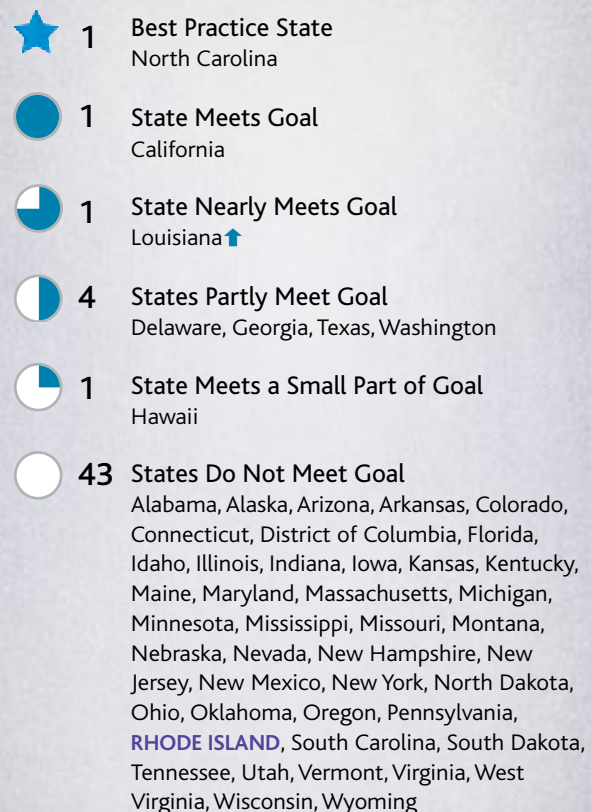 1 Best Practice State
North Carolina
1 State Meets Goal
California
1 State Nearly Meets Goal
Louisiana
4 States Partly Meet Goal
Delaware, Georgia, Texas, Washington
1 State Meets a Small Part of Goal
Hawaii
43 States Do Not Meet Goal
Alabama, Alaska, Arizona, Arkansas, Colorado,
Connecticut, District of Columbia, Florida,
Idaho, Illinois, Indiana, Iowa, Kansas, Kentucky,
Maine, Maryland, Massachusetts, Michigan,
Minnesota, Mississippi, Missouri, Montana,
Nebraska, Nevada, New Hampshire, New
Jersey, New Mexico, New York, North Dakota,
Ohio, Oklahoma, Oregon, Pennsylvania,
RHODE ISLAND, South Carolina, South Dakota,
Tennessee, Utah, Vermont, Virginia, West
Virginia, Wisconsin, Wyoming